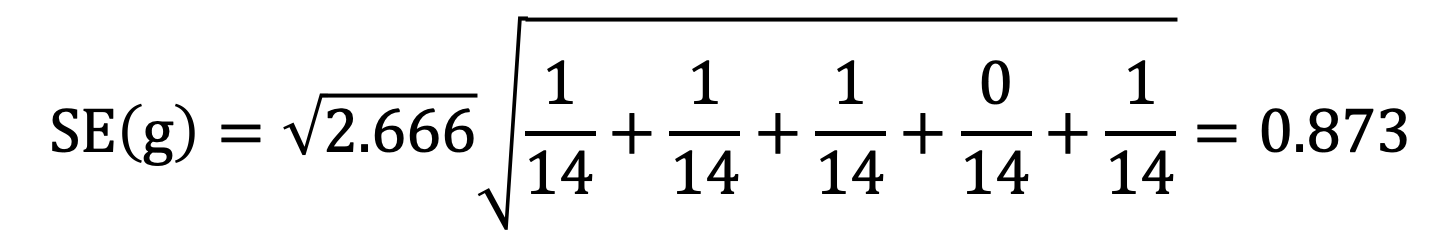 SE(g) = √2.666 √(1/14 + 1/14 + 1/14 + 0/14 + 1/14) = 0.873